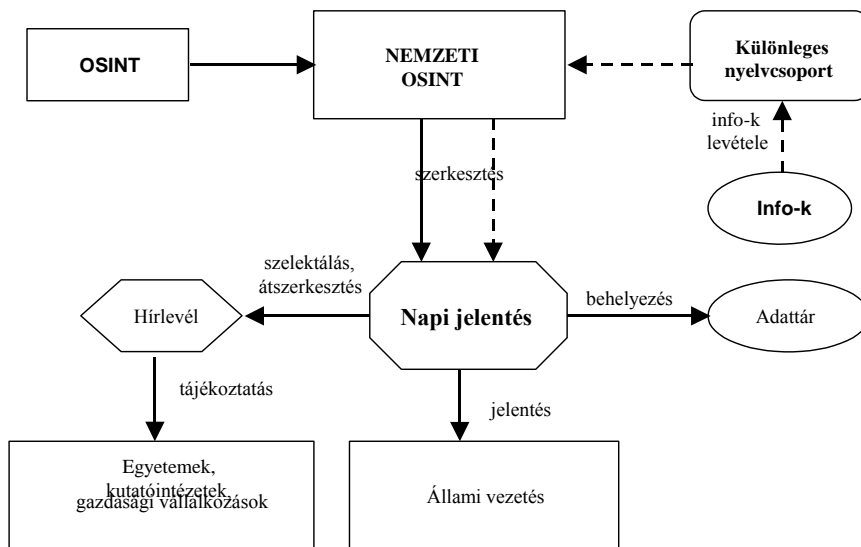 OSINT
NEMZETI
OSINT
Különleges
nyelvcsoport
info-k
levétele
szerkesztés
Info-k
szelektálás,
átszerkesztés
Hírlevél
Napi jelentés
behelyezés
Adattár
tájékoztatás
jelentés
Egyetemek,
kutatóintézetek
gazdasági vállalkozások
Állami vezetés